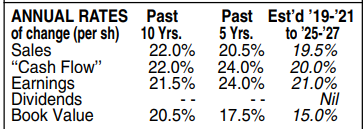 ANNUAL RATES Past Past Est'd '19-'21
of change (per sh) 10 Yrs. 5 Yrs. to '25-'27
Sales 22.0% 20.5% 19.5%
"Cash Flow" 22.0% 24.0% 20.0%
Earnings 21.5% 24.0% 21.0%
Dividends - - - - Nil
Book Value 20.5% 17.5% 15.0%